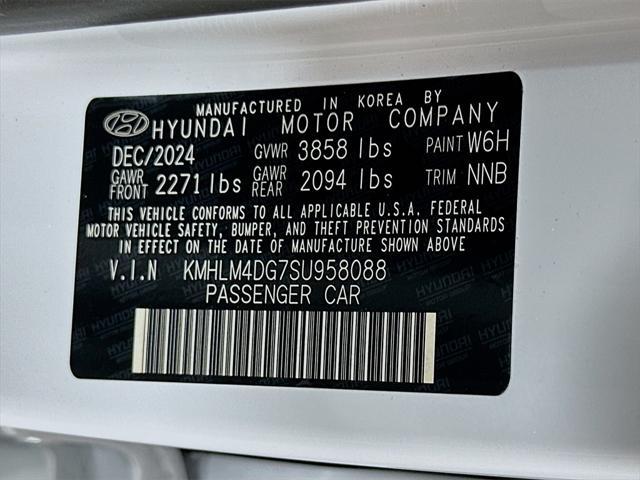 MANUFACTURED IN KOREA BY
HYUNDAI MOTOR COMPANY
DEC/2024 GVWR 3858 lbs PAINT W6H
GAWR FRONT 2271 lbs GAWR REAR 2094 lbs TRIM NNB
THIS VEHICLE CONFORMS TO ALL APPLICABLE U.S.A. FEDERAL
MOTOR VEHICLE SAFETY, BUMPER, AND THEFT PREVENTION STANDARDS
IN EFFECT ON THE DATE OF MANUFACTURE SHOWN ABOVE
V.I.N KMHLM4DG7SU958088
PASSENGER CAR